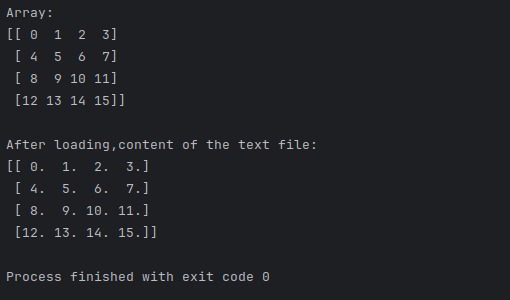 Array:
[[ 0  1  2  3]
 [ 4  5  6  7]
 [ 8  9 10 11]
 [12 13 14 15]]

After loading,content of the text file:
[[ 0.  1.  2.  3.]
 [ 4.  5.  6.  7.]
 [ 8.  9. 10. 11.]
 [12. 13. 14. 15.]]

Process finished with exit code 0